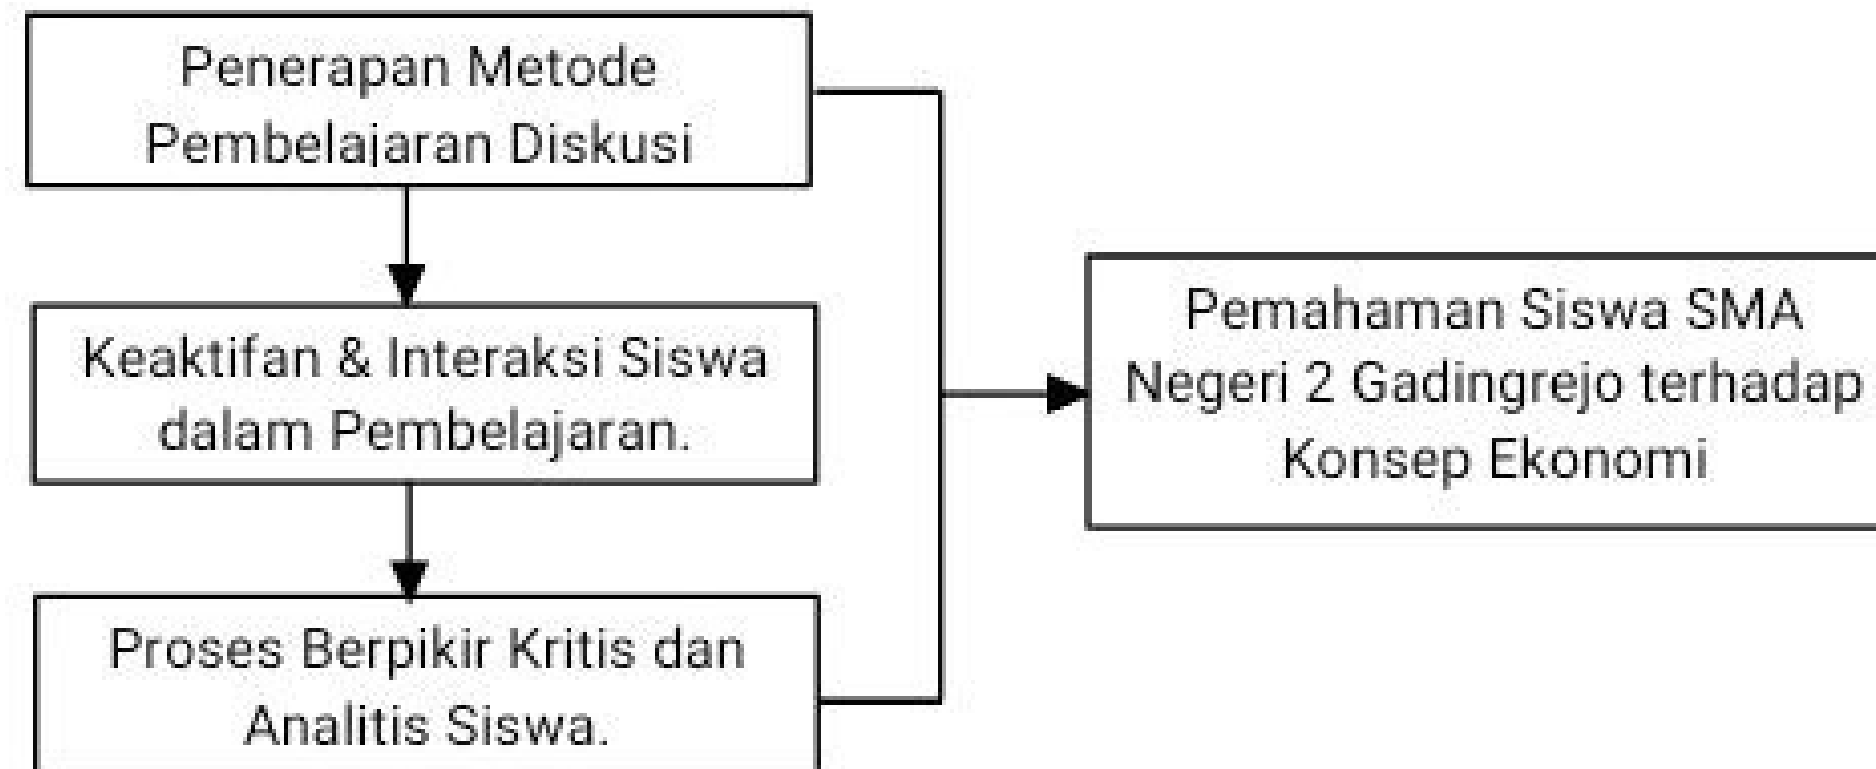 Penerapan Metode
Pembelajaran Diskusi
Keaktifan & Interaksi Siswa
dalam Pembelajaran.
Proses Berpikir Kritis dan
Analitis Siswa.
Pemahaman Siswa SMA
Negeri 2 Gadingrejo terhadap
Konsep Ekonomi